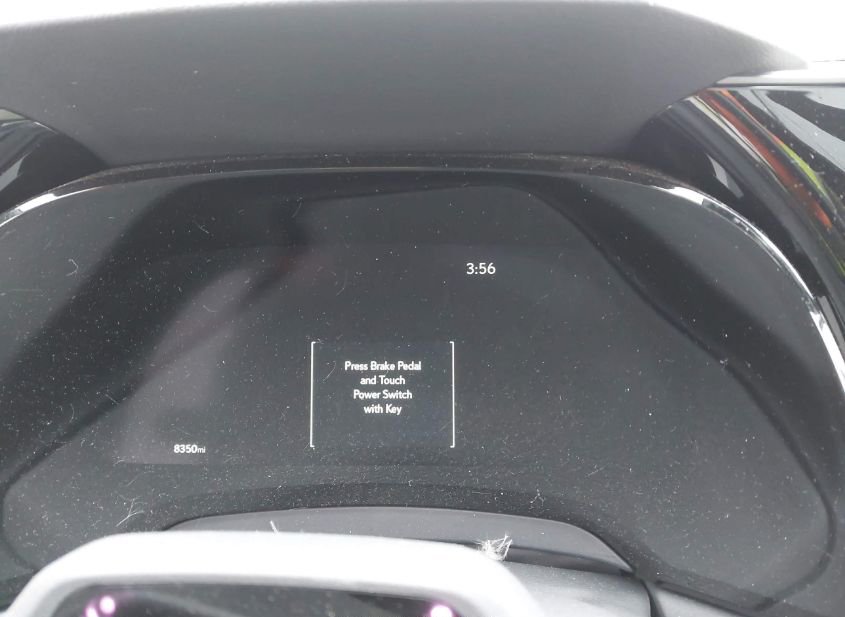 3:56
Press Brake Pedal
and Touch
Power Switch
with Key
8350mi